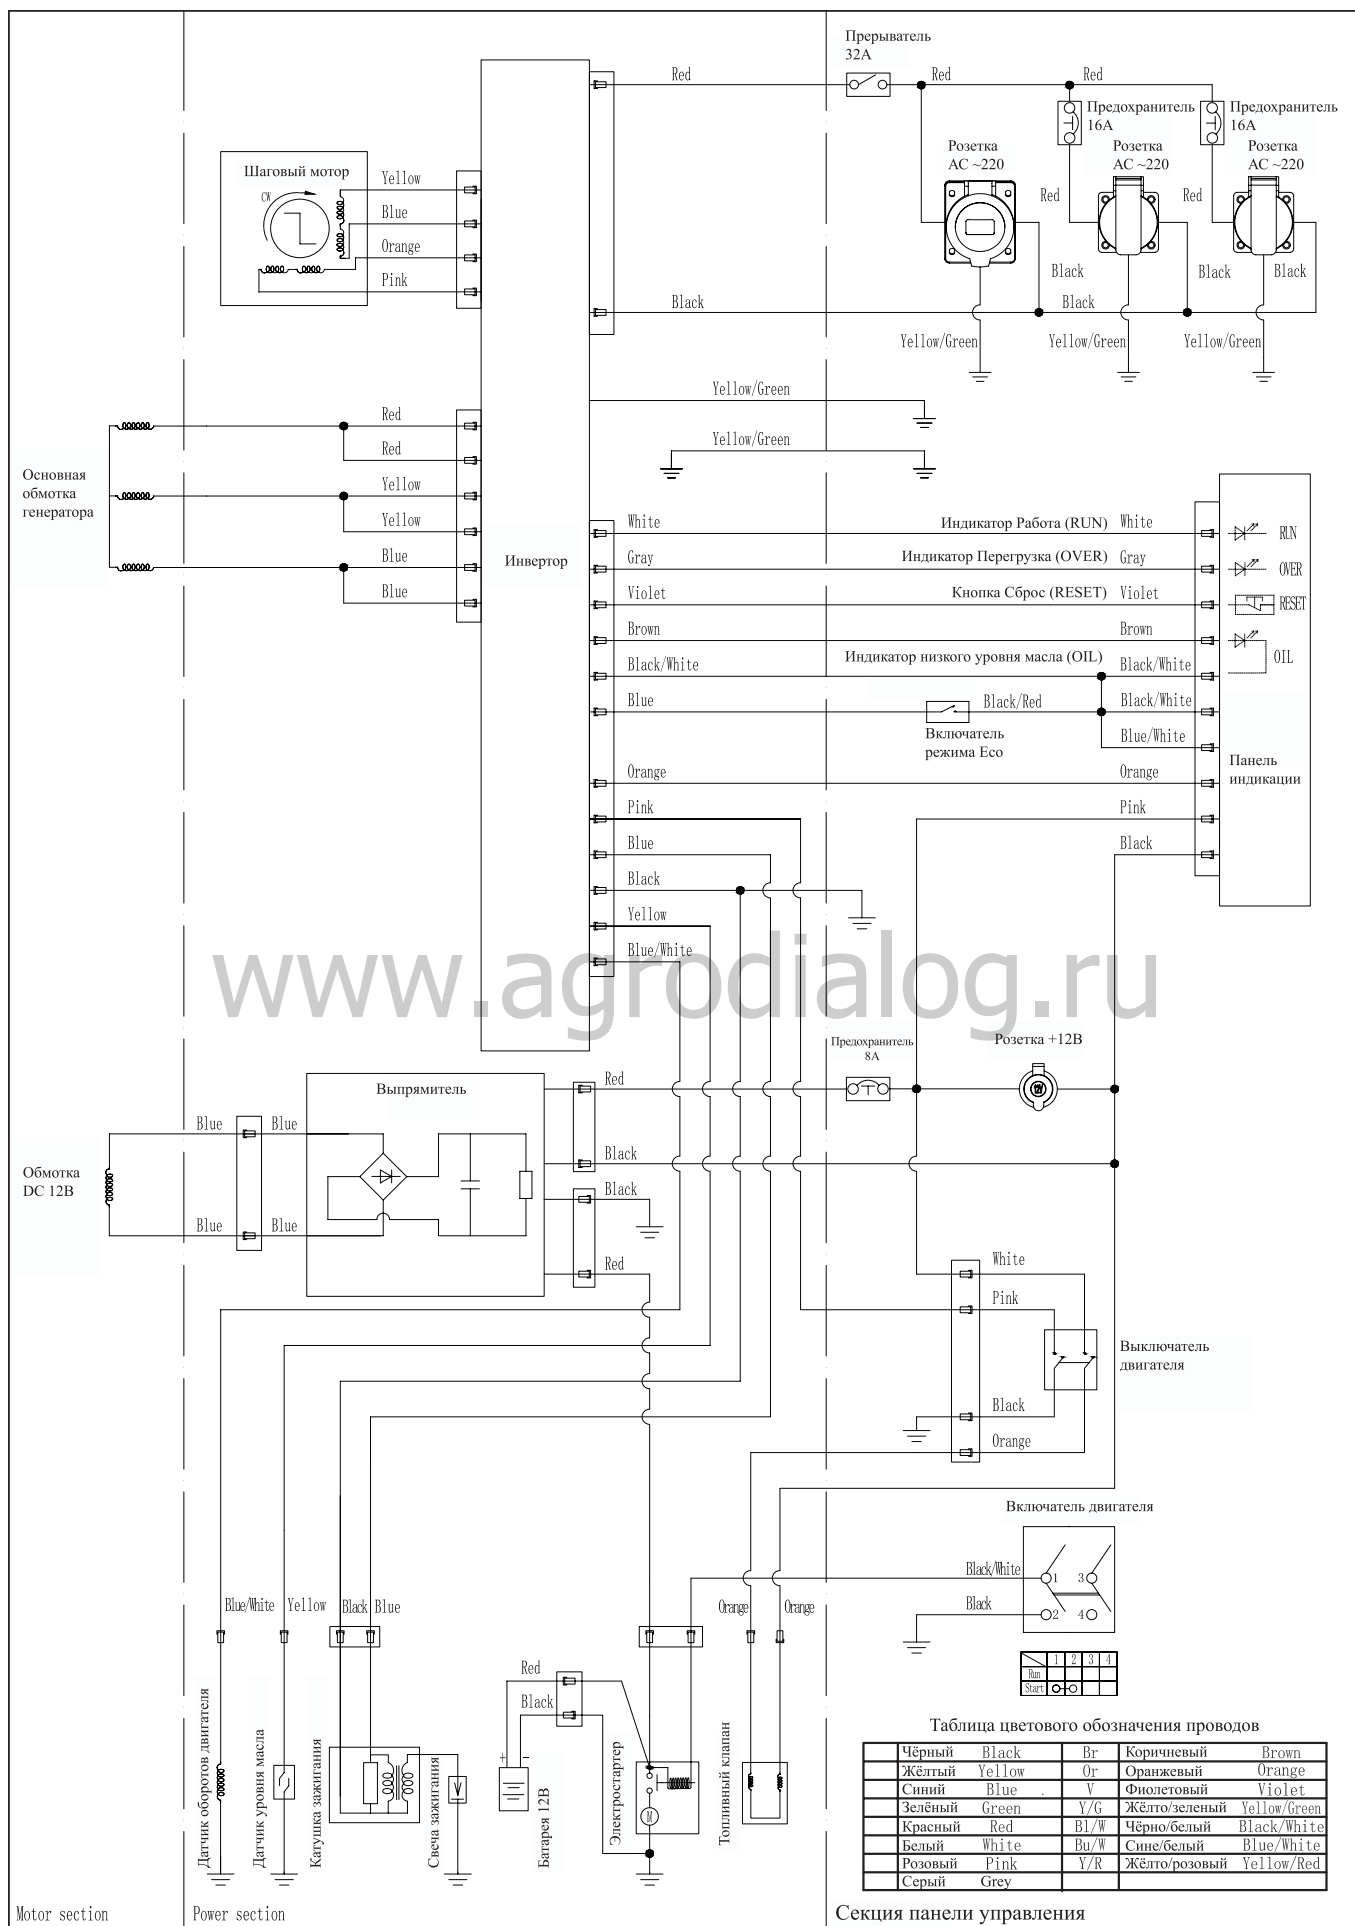 Прерыватель
32A
Red
Red
Red
Предохранитель
16A
Предохранитель
16A
Розетка
AC ~220
Розетка
AC ~220
Розетка
AC ~220
Шаговый мотор
CW
Yellow
Blue
Orange
Pink
Red
Red
Black
Black
Black
Black
Black
Yellow/Green
Yellow/Green
Yellow/Green
Yellow/Green
Yellow/Green
Основная
обмотка
генератора
Red
Red
Yellow
Yellow
Blue
Blue
Инвертор
White
Индикатор Работа (RUN)
White
RUN
Gray
Индикатор Перегрузка (OVER)
Gray
OVER
Violet
Кнопка Сброс (RESET)
Violet
RESET
Brown
Brown
Black/White
Индикатор низкого уровня масла (OIL)
Black/White
OIL
Blue
Black/Red
Black/White
Включатель
режима Eco
Blue/White
Панель
индикации
Orange
Orange
Pink
Pink
Blue
Black
Black
Yellow
Blue/White
www.agrodialog.ru
Предохранитель
8A
Розетка +12В
12V
Выпрямитель
Red
Black
Black
Red
Обмотка
DC 12В
Blue
Blue
Blue
Blue
White
Pink
Выключатель
двигателя
Black
Orange
Включатель двигателя
Black/White
1
3
Black
2
4
1 2 3 4
Run
Start
Blue/White
Yellow
Black
Blue
Orange
Orange
Red
Black
+ -
M
Датчик оборотов двигателя
Датчик уровня масла
Катушка зажигания
Свеча зажигания
Батарея 12В
Электростартер
Топливный клапан
Таблица цветового обозначения проводов
Чёрный Black Br Коричневый Brown
Жёлтый Yellow Or Оранжевый Orange
Синий Blue V Фиолетовый Violet
Зелёный Green Y/G Жёлто/зеленый Yellow/Green
Красный Red Bl/W Чёрно/белый Black/White
Белый White Bu/W Сине/белый Blue/White
Розовый Pink Y/R Жёлто/розовый Yellow/Red
Серый Grey
Motor section
Power section
Секция панели управления